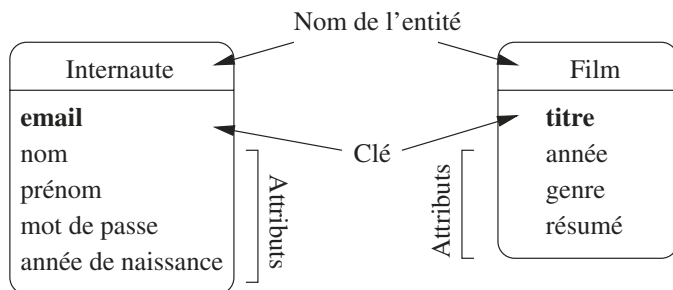 Nom de l'entité
Internaute
email
nom
prénom
mot de passe
année de naissance
Attributs
Clé
Attributs
Film
titre
année
genre
résumé